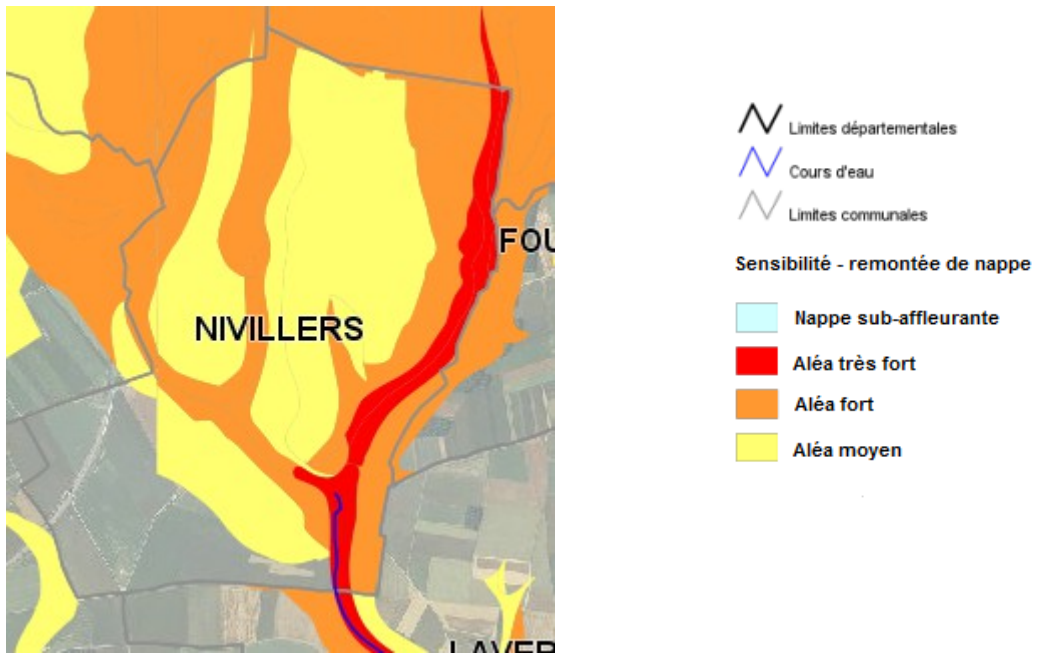 FOU
NIVILLERS
LAVER
Limites départementales
Cours d'eau
Limites communales
Sensibilité - remontée de nappe
Nappe sub-affleurante
Aléa très fort
Aléa fort
Aléa moyen